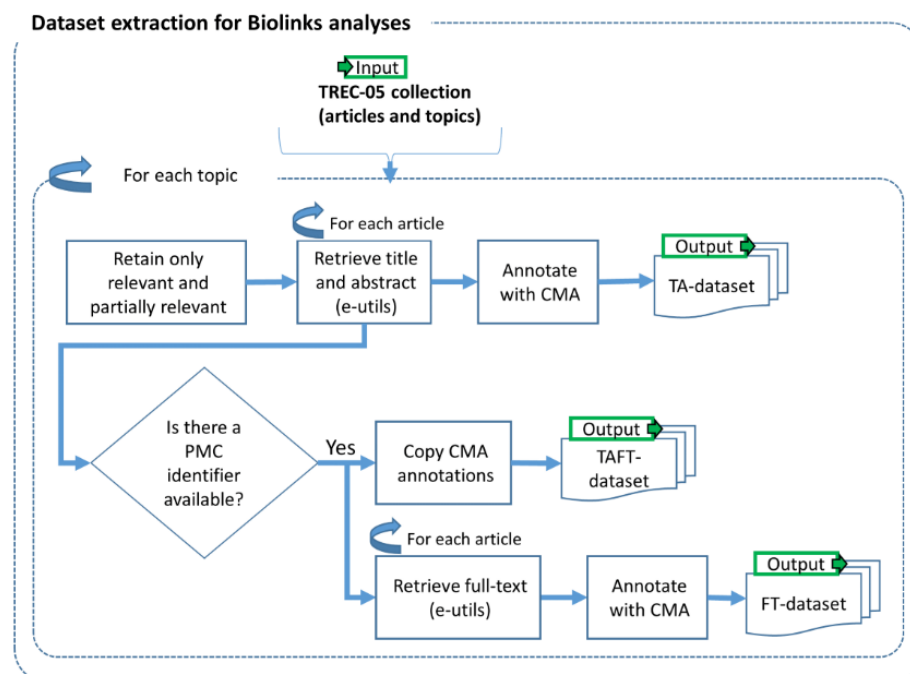 Dataset extraction for Biolinks analyses
Input
TREC-05 collection
(articles and topics)
For each topic
For each article
Retain only
relevant and
partially relevant
Retrieve title
and abstract
(e-utils)
Annotate
with CMA
Output
TA-dataset
Is there a
PMC
identifier
available?
Yes
Copy CMA
annotations
Output
TAFT-
dataset
For each article
Retrieve full-text
(e-utils)
Annotate
with CMA
Output
FT-dataset